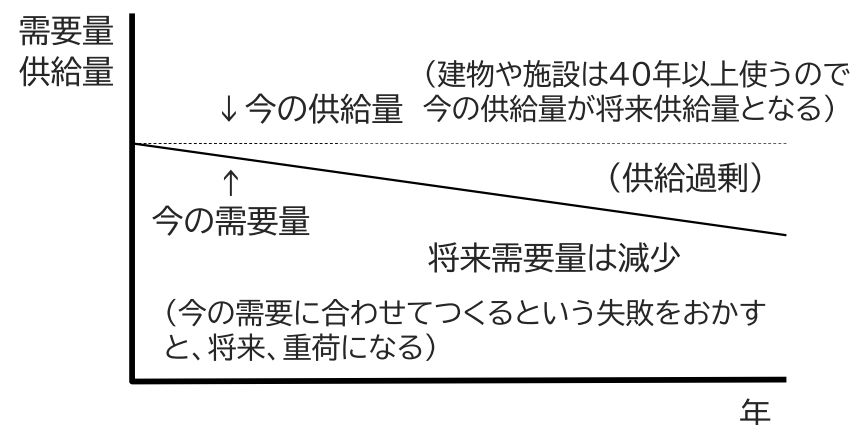 需要量
供給量
（建物や施設は40年以上使うので
↓今の供給量 今の供給量が将来供給量となる）
（供給過剰）
↑
今の需要量
将来需要量は減少
（今の需要に合わせてつくるという失敗をおかす
と、将来、重荷になる）
年